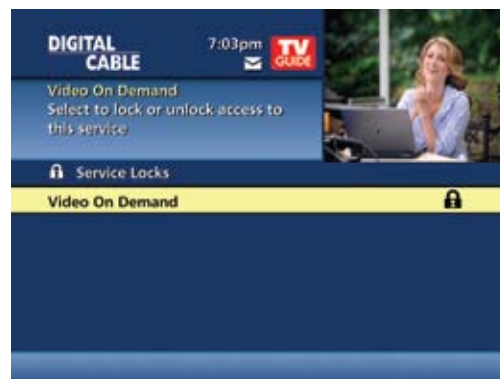 DIGITAL
CABLE
7:03pm
TV
GUIDE
Video On Demand
Select to lock or unlock access to
this service
Service Locks
Video On Demand